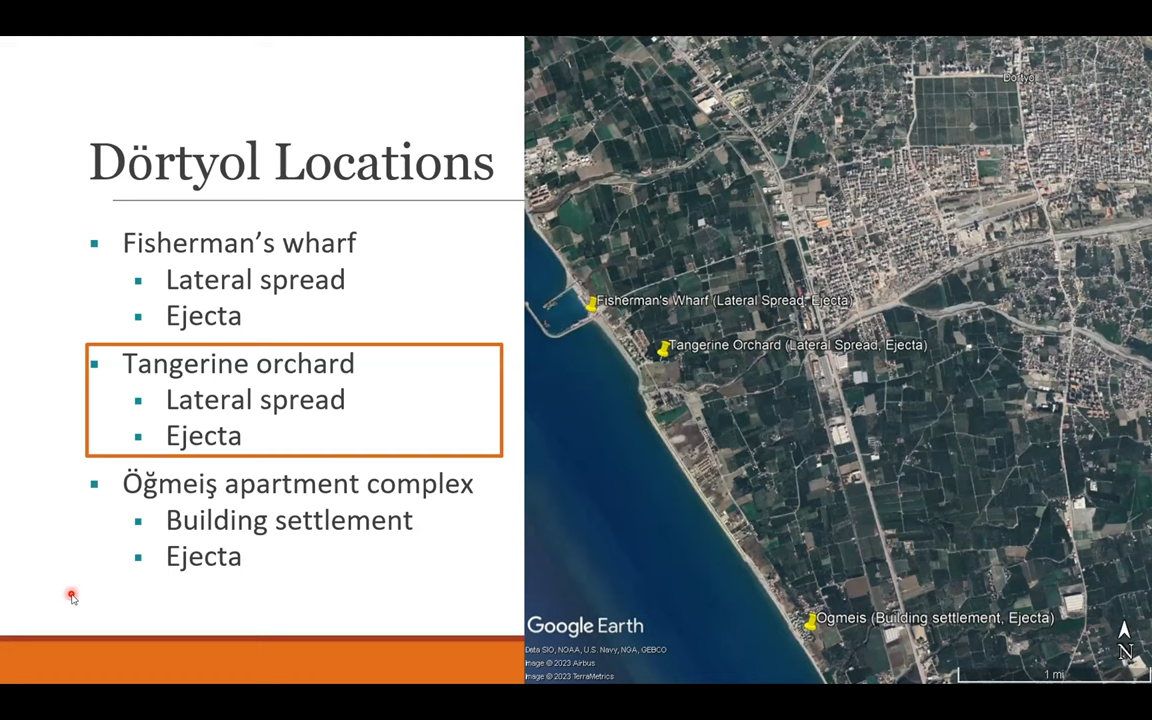 Dörtyol Locations
Fisherman's wharf
Lateral spread
Ejecta
Tangerine orchard
Lateral spread
Ejecta
Öğmeiş apartment complex
Building settlement
Ejecta
Dörtyol
Fisherman's Wharf (Lateral Spread, Ejecta)
Tangerine Orchard (Lateral Spread, Ejecta)
Ogmeis (Building settlement, Ejecta)
Google Earth
Data SIO, NOAA, U.S. Navy, NGA, GEBCO
Image © 2023 Airbus
Image © 2023 TerraMetrics
N
1 mi